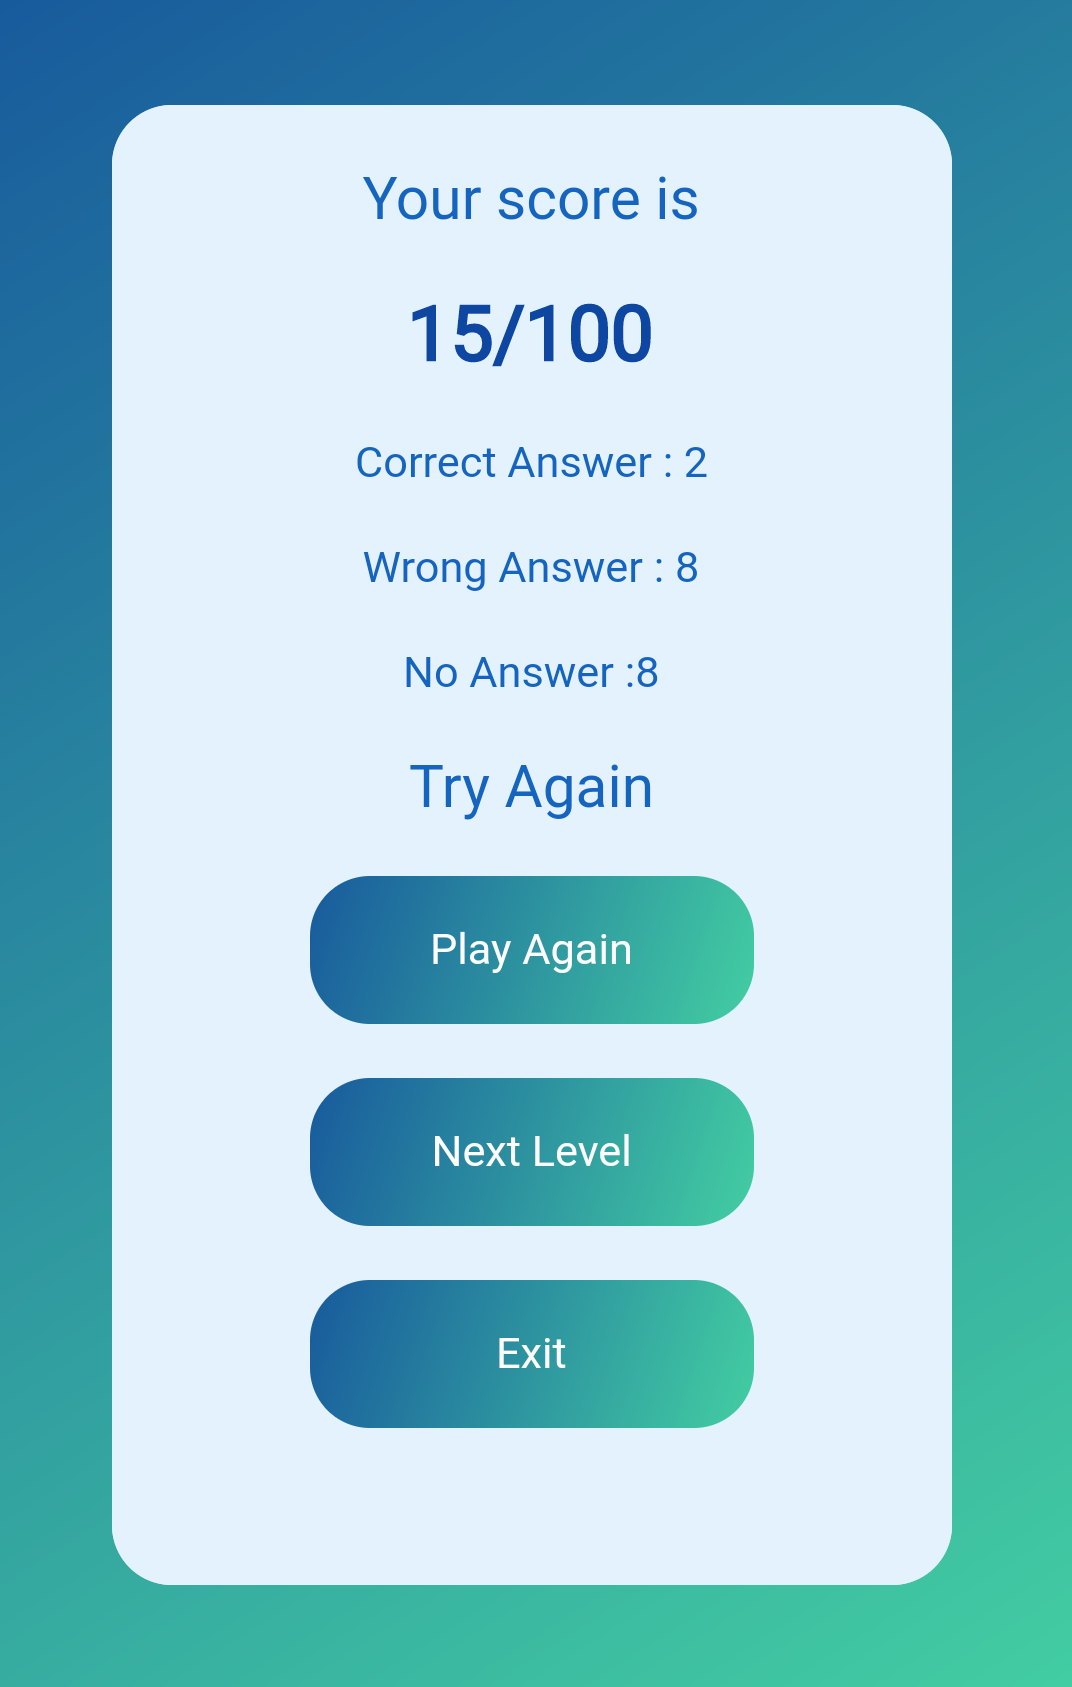 Your score is
15/100
Correct Answer : 2
Wrong Answer : 8
No Answer :8
Try Again
Play Again
Next Level
Exit